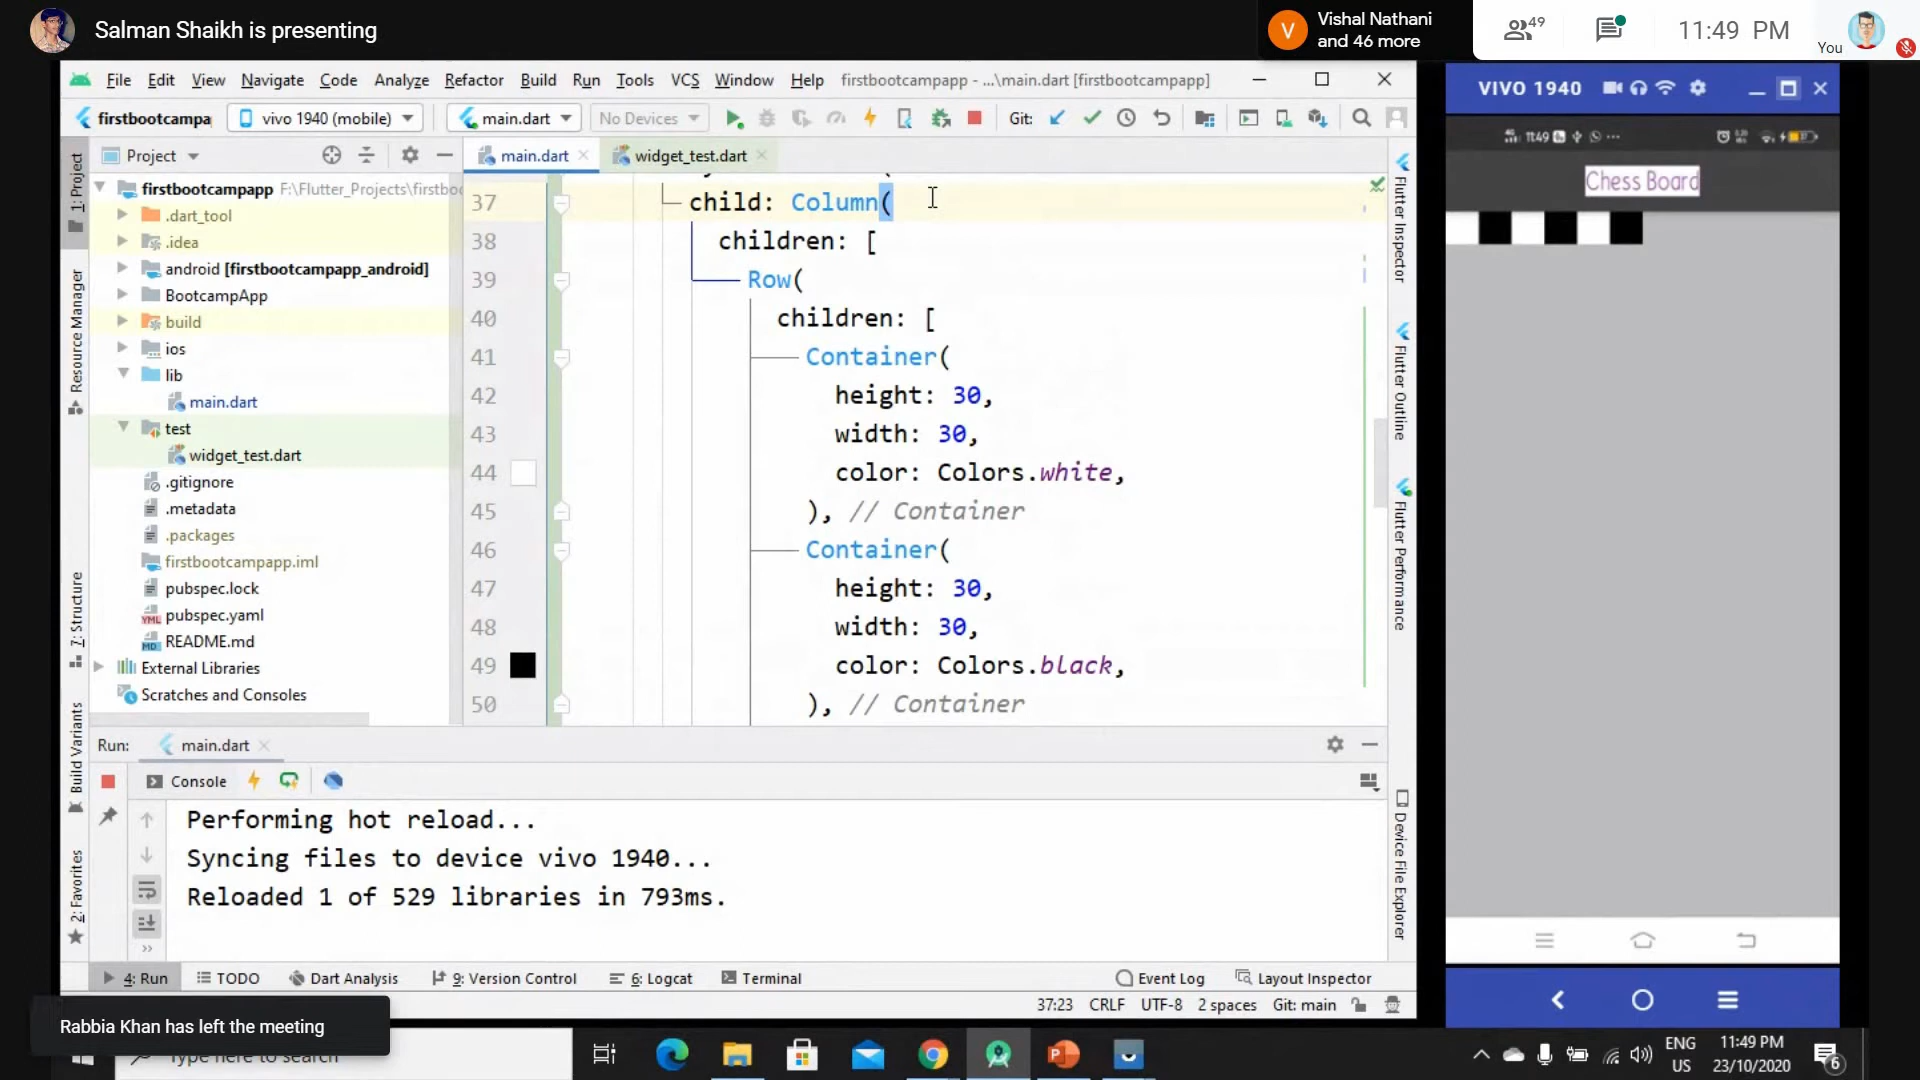 Salman Shaikh is presenting
V
Vishal Nathani
and 46 more
49
11:49 PM
You
File Edit View Navigate Code Analyze Refactor Build Run Tools VCS Window Help firstbootcampapp - ...\main.dart [firstbootcampapp]
firstbootcampa
vivo 1940 (mobile)
main.dart
No Devices
Git:
Project
main.dart
widget_test.dart
firstbootcampapp F:\Flutter_Projects\firstboo
.dart_tool
.idea
android [firstbootcampapp_android]
BootcampApp
build
ios
lib
main.dart
test
widget_test.dart
.gitignore
.metadata
.packages
firstbootcampapp.iml
pubspec.lock
pubspec.yaml
README.md
External Libraries
Scratches and Consoles
1: Project
Resource Manager
7: Structure
Build Variants
2: Favorites
37 child: Column(
38 children: [
39 Row(
40 children: [
41 Container(
42 height: 30,
43 width: 30,
44 color: Colors.white,
45 ), // Container
46 Container(
47 height: 30,
48 width: 30,
49 color: Colors.black,
50 ), // Container
Flutter Inspector
Flutter Outline
Flutter Performance
Device File Explorer
VIVO 1940
11:49
Chess Board
Run: main.dart
Console
Performing hot reload...
Syncing files to device vivo 1940...
Reloaded 1 of 529 libraries in 793ms.
4: Run TODO Dart Analysis 9: Version Control 6: Logcat Terminal Event Log Layout Inspector
37:23 CRLF UTF-8 2 spaces Git: main
Rabbia Khan has left the meeting
Type here to search
ENG
US
11:49 PM
23/10/2020
6